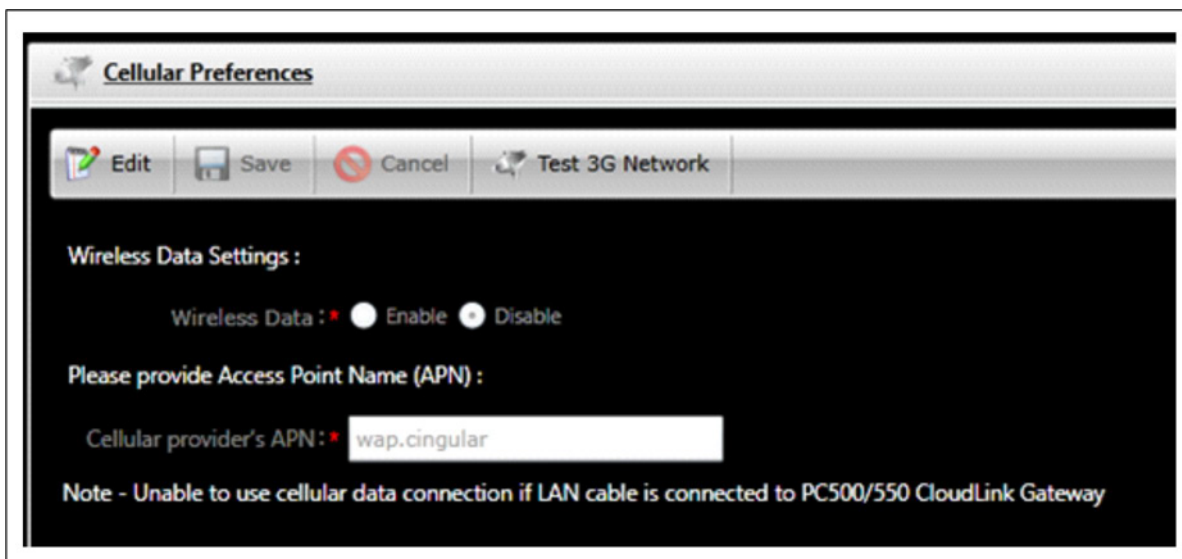 Cellular Preferences
Edit Save Cancel Test 3G Network
Wireless Data Settings :
Wireless Data :* Enable Disable
Please provide Access Point Name (APN) :
Cellular provider's APN:* wap.cingular
Note - Unable to use cellular data connection if LAN cable is connected to PC500/550 CloudLink Gateway